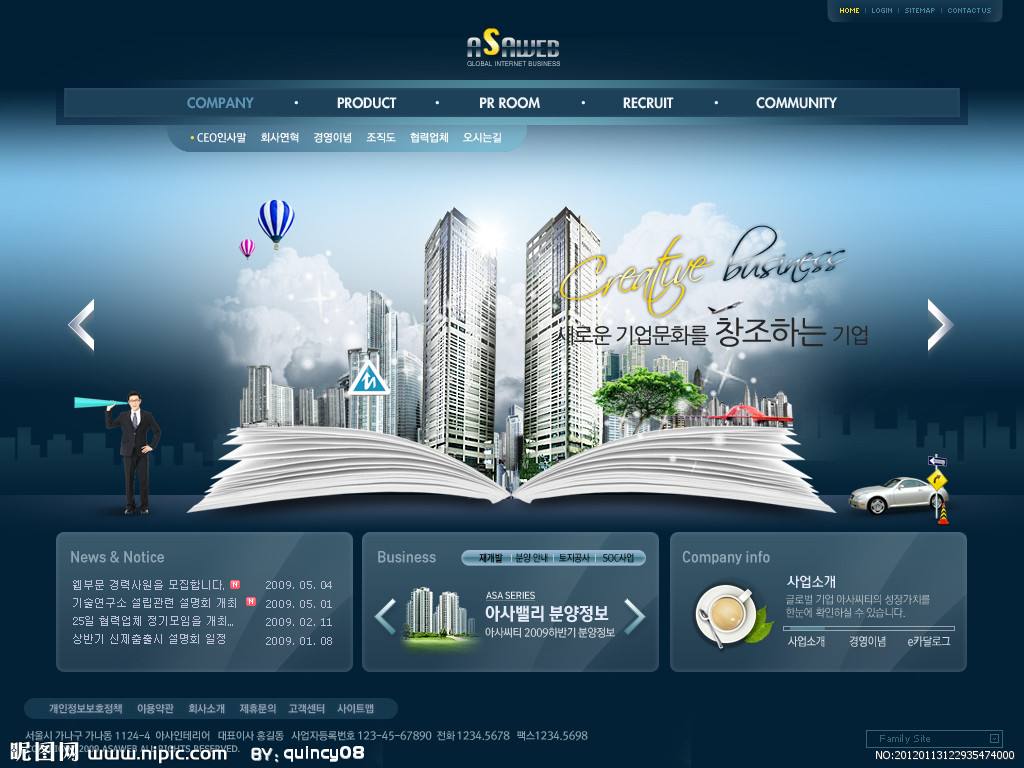 HOME | LOGIN | SITEMAP | CONTACT US
ASAWEB
GLOBAL INTERNET BUSINESS
COMPANY • PRODUCT • PR ROOM • RECRUIT • COMMUNITY
• CEO인사말 회사연혁 경영이념 조직도 협력업체 오시는길
Creative business
새로운 기업문화를 창조하는 기업
News & Notice
웹부문 경력사원을 모집합니다. N 2009. 05. 04
기술연구소 설립관련 설명회 개최 N 2009. 05. 01
25일 협력업체 정기모임을 개최... 2009. 02. 11
상반기 신제품출시 설명회 일정 2009. 01. 08
Business
재개발 | 분양 안내 | 토지공사 | SOC사업
ASA SERIES
아사밸리 분양정보
아사씨티 2009하반기 분양정보
Company info
사업소개
글로벌 기업 아사씨티의 성장가치를
한눈에 확인하실 수 있습니다.
사업소개 경영이념 e카달로그
개인정보보호정책 이용약관 회사소개 제휴문의 고객센터 사이트맵
서울시 가나구 가나동 1124-4 아사인테리어 대표이사 홍길동 사업자등록번호 123-45-67890 전화 1234.5678 팩스1234.5698
2009 ASAWEB ALL RIGHTS RESERVED.
昵图网 www.nipic.com BY: quincy08
Family Site
NO:20120113122935474000